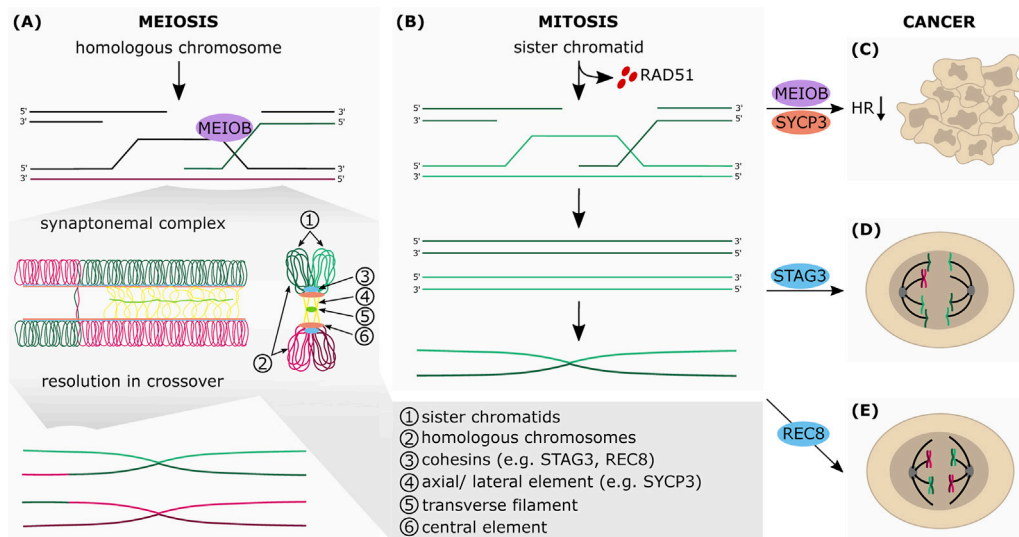 (A) MEIOSIS
homologous chromosome
MEIOB
5'
3'
3'
5'
5'
3'
3'
5'
synaptonemal complex
①
③
④
⑤
⑥
②
resolution in crossover
(B) MITOSIS
sister chromatid
RAD51
5'
3'
3'
5'
5'
3'
3'
5'
5'
3'
3'
5'
5'
3'
3'
5'
① sister chromatids
② homologous chromosomes
③ cohesins (e.g. STAG3, REC8)
④ axial/ lateral element (e.g. SYCP3)
⑤ transverse filament
⑥ central element
CANCER
(C)
MEIOB
SYCP3
HR
(D)
STAG3
(E)
REC8